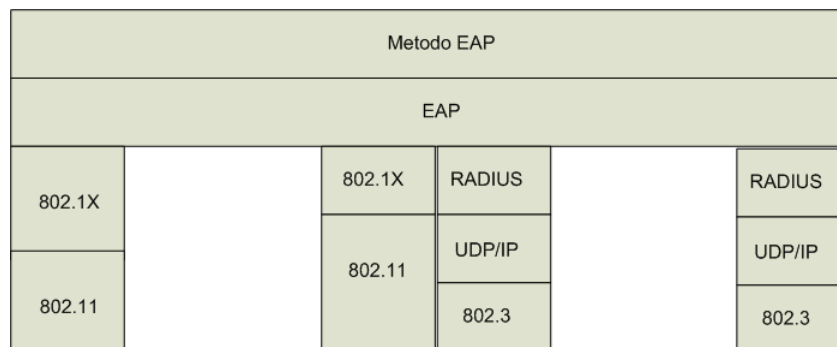 Metodo EAP
EAP
802.1X
802.11
802.1X
802.11
RADIUS
UDP/IP
802.3
RADIUS
UDP/IP
802.3